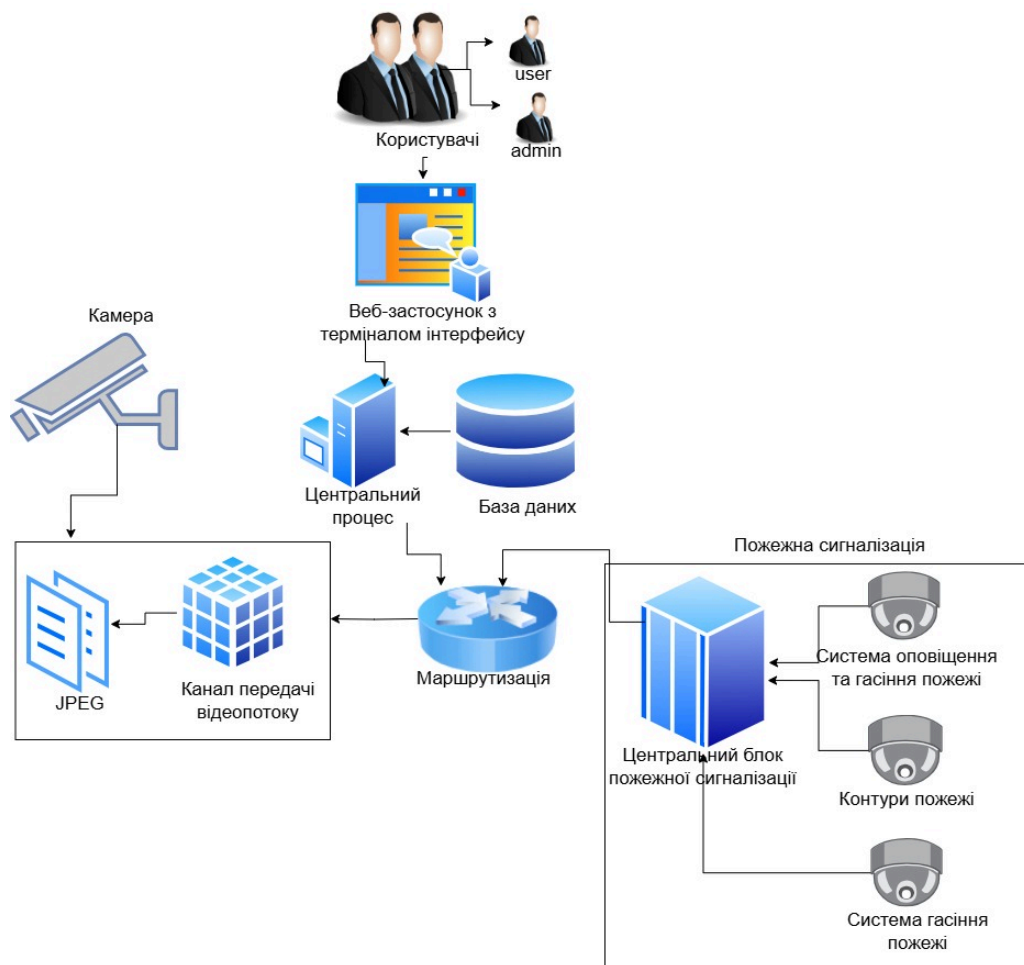 user
Користувачі
admin
Веб-застосунок з
терміналом інтерфейсу
Камера
Центральний
процес
База даних
Пожежна сигналізація
JPEG
Канал передачі
відеопотоку
Маршрутизація
Система оповіщення
та гасіння пожежі
Центральний блок
пожежної сигналізації
Контури пожежі
Система гасіння
пожежі